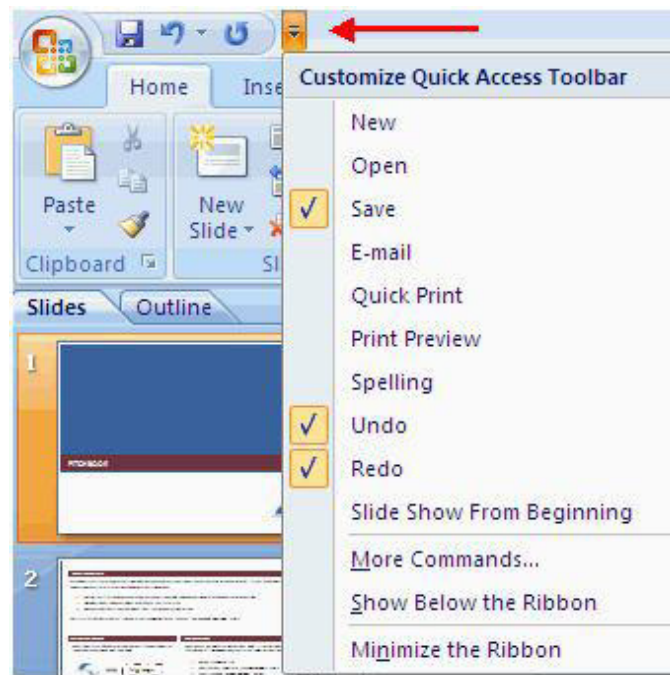 Home Inse
Customize Quick Access Toolbar
New
Open
Save
E-mail
Quick Print
Print Preview
Spelling
Undo
Redo
Slide Show From Beginning
More Commands...
Show Below the Ribbon
Minimize the Ribbon
Paste
New
Slide
Clipboard Sl
Slides Outline
1
PITCHBOOK
2